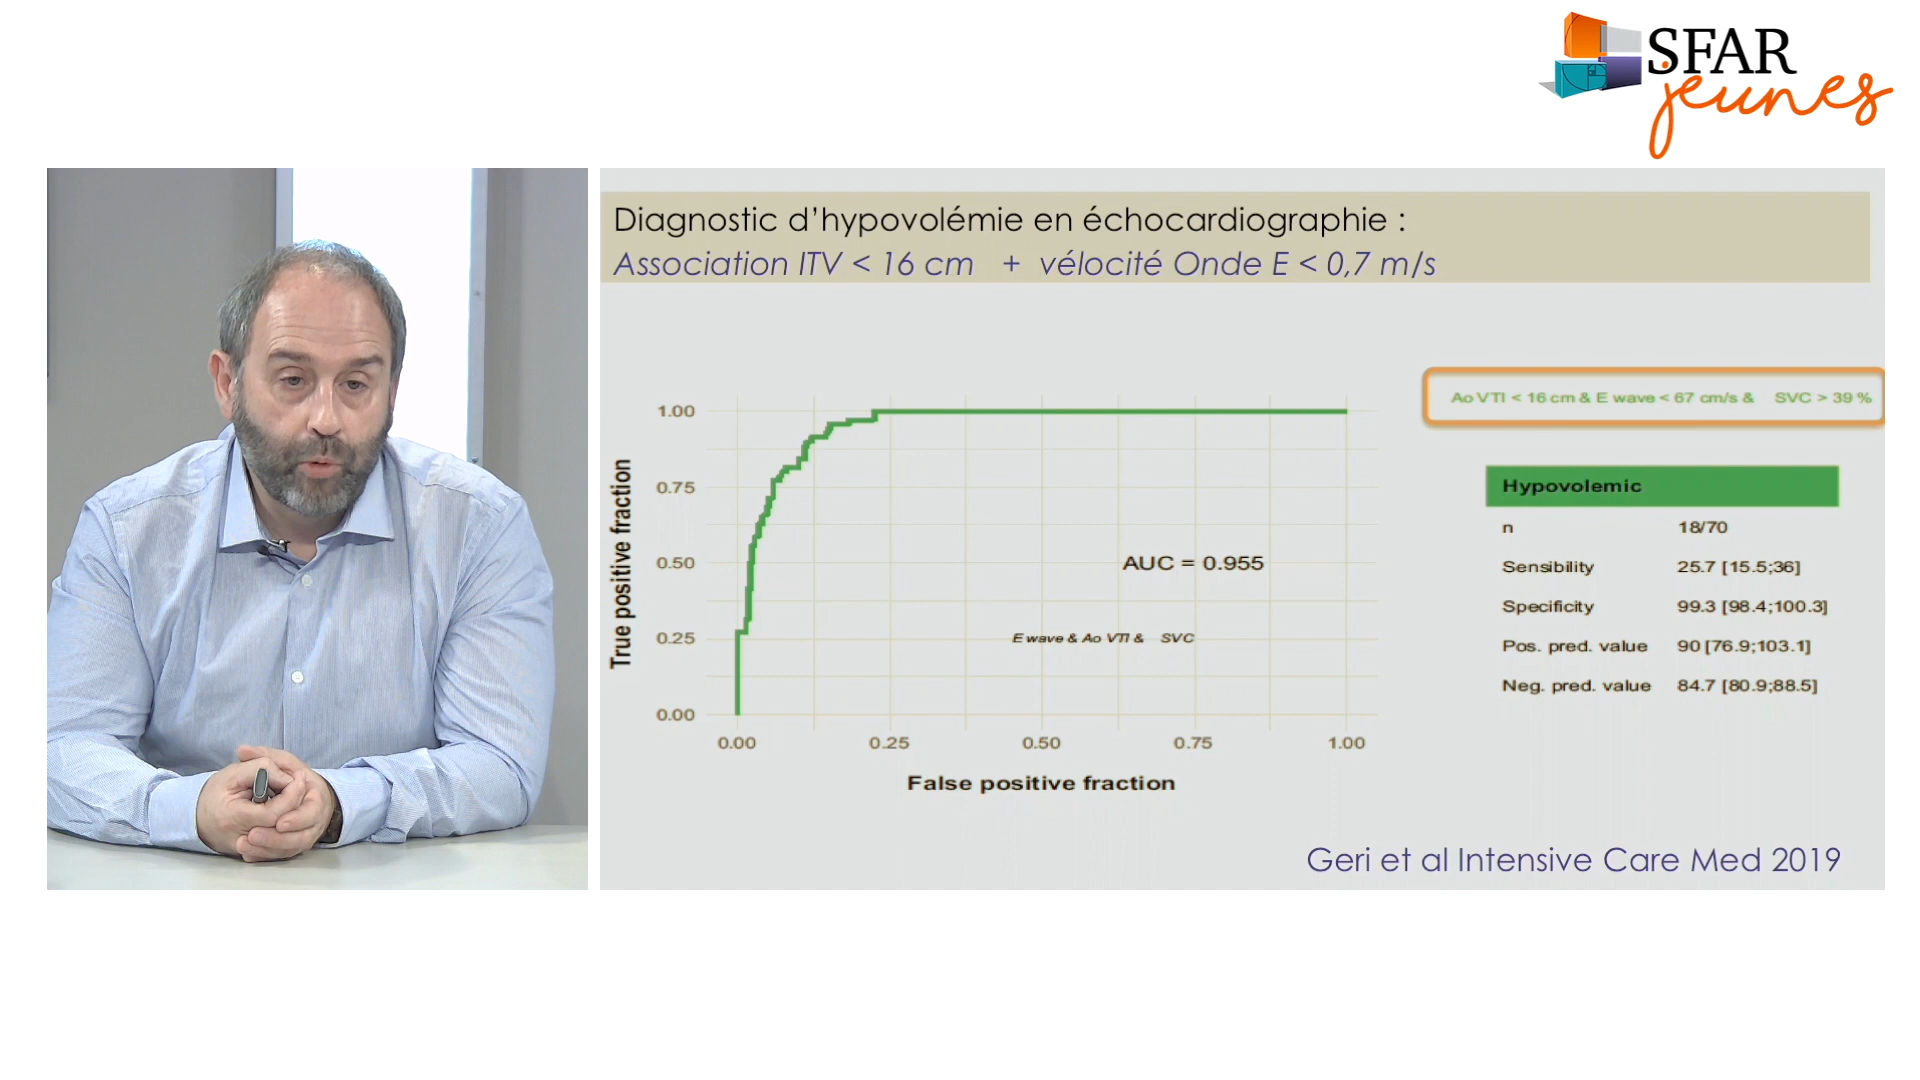 SFAR
jeunes
Diagnostic d'hypovolémie en échocardiographie :
Association ITV < 16 cm + vélocité Onde E < 0,7 m/s
Ao VTI < 16 cm & E wave < 67 cm/s & SVC > 39 %
1.00
0.75
0.50
0.25
0.00
True positive fraction
AUC = 0.955
E wave & Ao VTI & SVC
0.00 0.25 0.50 0.75 1.00
False positive fraction
Hypovolemic
n 18/70
Sensibility 25.7 [15.5;36]
Specificity 99.3 [98.4;100.3]
Pos. pred. value 90 [76.9;103.1]
Neg. pred. value 84.7 [80.9;88.5]
Geri et al Intensive Care Med 2019